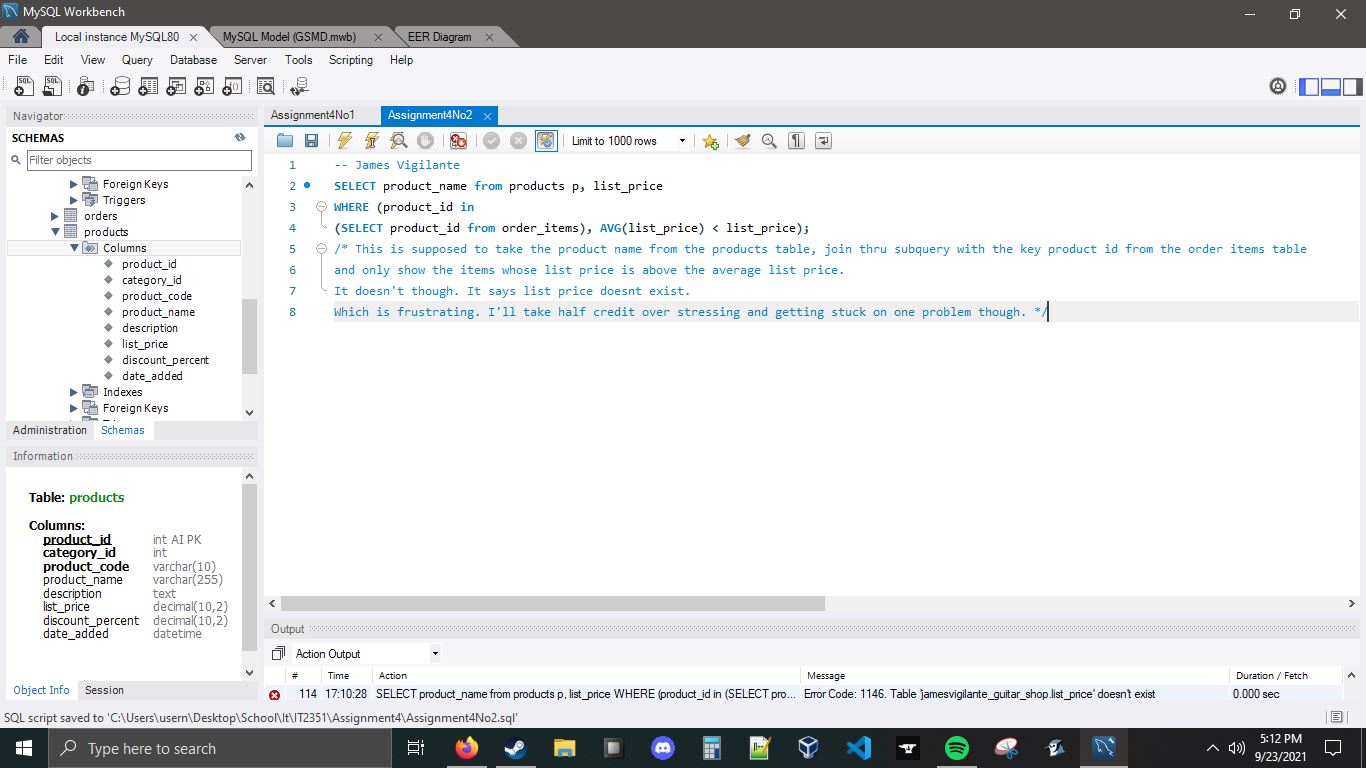 MySQL Workbench
Local instance MySQL80 MySQL Model (GSMD.mwb) EER Diagram
File Edit View Query Database Server Tools Scripting Help
Navigator
SCHEMAS
Filter objects
Foreign Keys
Triggers
orders
products
Columns
product_id
category_id
product_code
product_name
description
list_price
discount_percent
date_added
Indexes
Foreign Keys
Administration Schemas
Information
Table: products
Columns:
product_id int AI PK
category_id int
product_code varchar(10)
product_name varchar(255)
description text
list_price decimal(10,2)
discount_percent decimal(10,2)
date_added datetime
Object Info Session
Assignment4No1 Assignment4No2
Limit to 1000 rows
1 -- James Vigilante
2 SELECT product_name from products p, list_price
3 WHERE (product_id in
4 (SELECT product_id from order_items), AVG(list_price) < list_price);
5 /* This is supposed to take the product name from the products table, join thru subquery with the key product id from the order items table
6 and only show the items whose list price is above the average list price.
7 It doesn't though. It says list price doesnt exist.
8 Which is frustrating. I'll take half credit over stressing and getting stuck on one problem though. */
Output
Action Output
# Time Action Message Duration / Fetch
114 17:10:28 SELECT product_name from products p, list_price WHERE (product_id in (SELECT pro... Error Code: 1146. Table 'jamesvigilante_guitar_shop.list_price' doesn't exist 0.000 sec
SQL script saved to 'C:\Users\usern\Desktop\School\It\IT2351\Assignment4\Assignment4No2.sql'
Type here to search
5:12 PM
9/23/2021